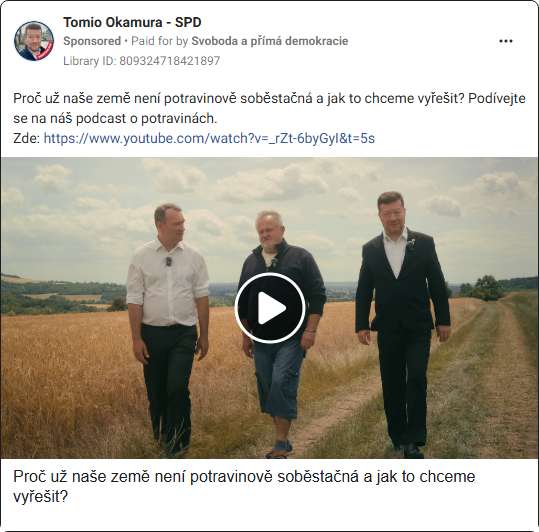 Tomio Okamura - SPD
Sponsored • Paid for by Svoboda a přímá demokracie
Library ID: 809324718421897
Proč už naše země není potravinově soběstačná a jak to chceme vyřešit? Podívejte
se na náš podcast o potravinách.
Zde: https://www.youtube.com/watch?v=_rZt-6byGyI&t=5s
Proč už naše země není potravinově soběstačná a jak to chceme
vyřešit?